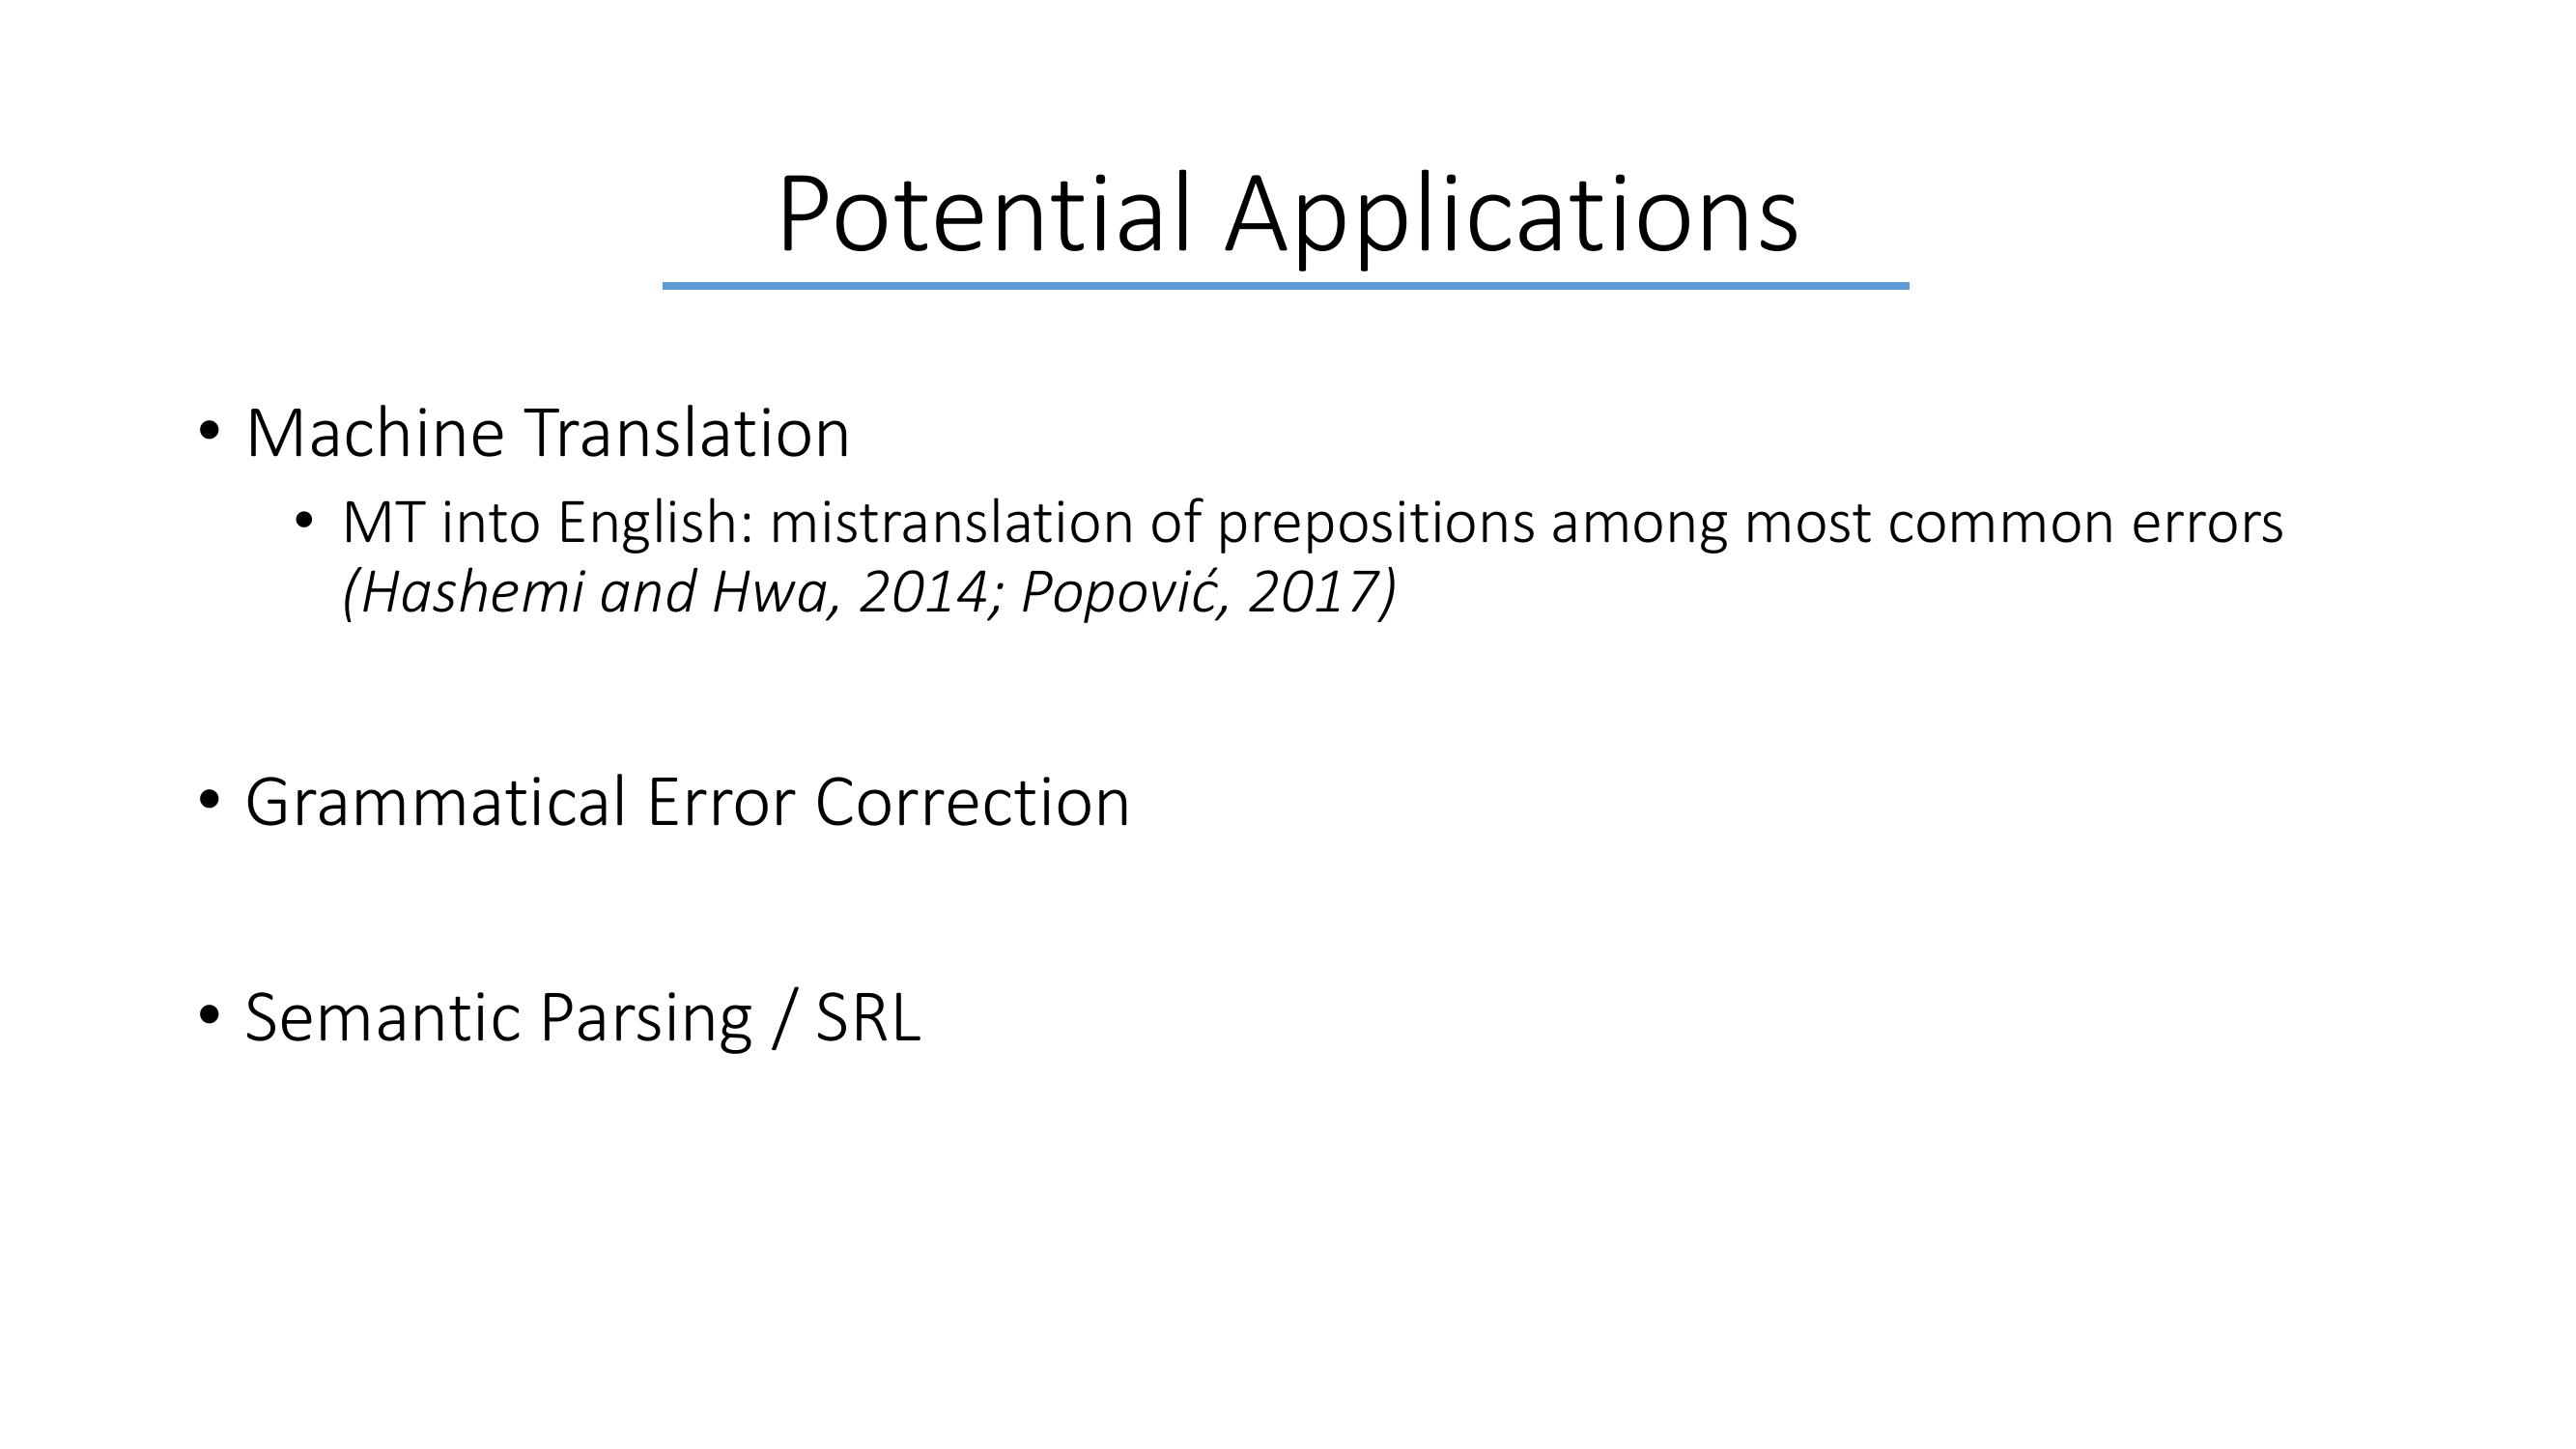 Potential Applications
• Machine Translation
• MT into English: mistranslation of prepositions among most common errors
(Hashemi and Hwa, 2014; Popović, 2017)
• Grammatical Error Correction
• Semantic Parsing / SRL